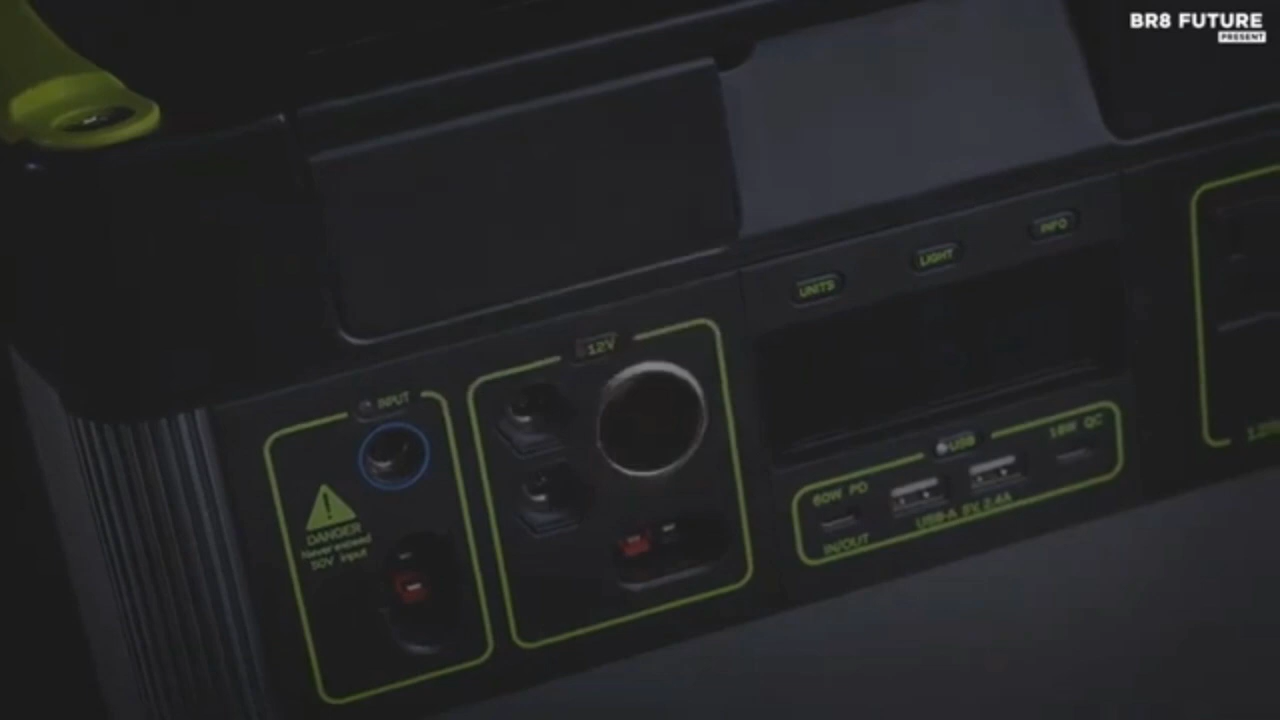 BR8 FUTURE
PRESENT
INFO
LIGHT
UNITS
12V
INPUT
USB
18W QC
60W PD
USB-A 5V, 2.4A
IN/OUT
DANGER
Never exceed
50V input